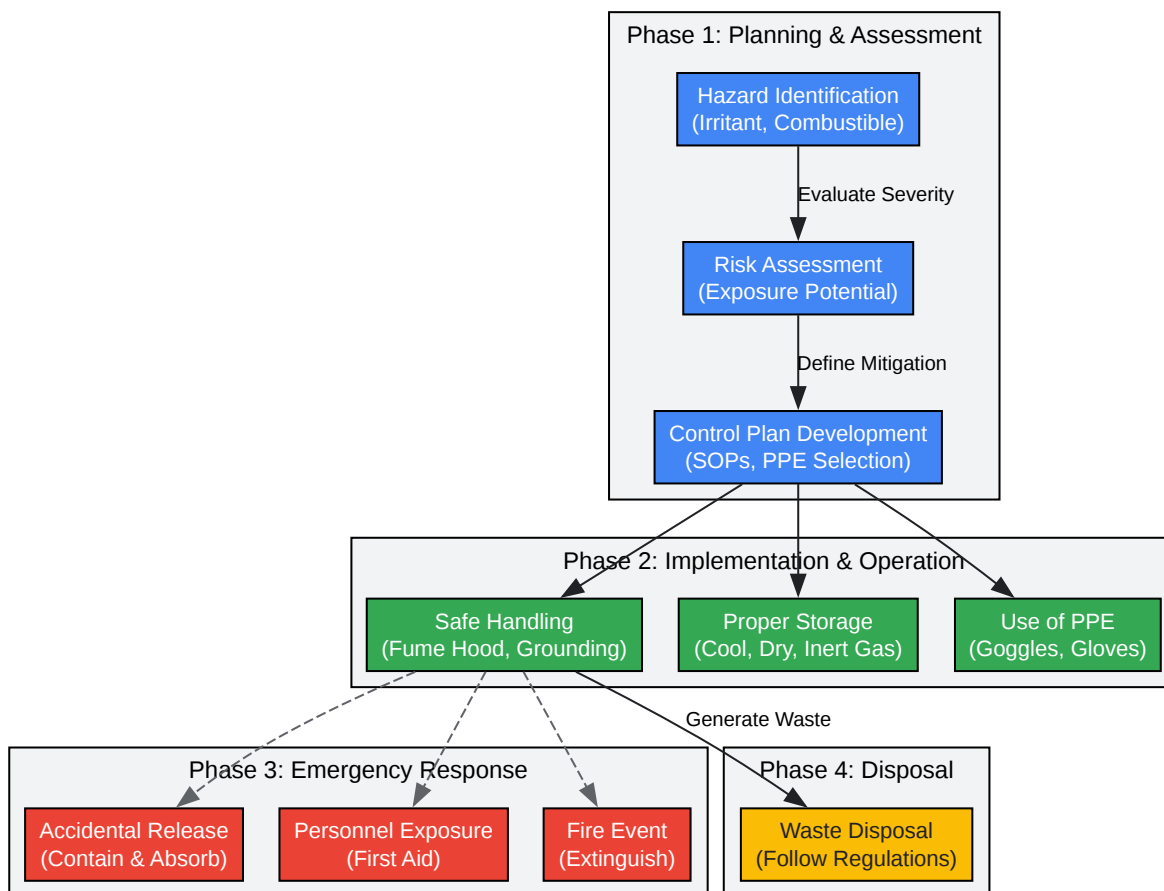 Phase 1: Planning & Assessment
Hazard Identification
(Irritant, Combustible)
Evaluate Severity
Risk Assessment
(Exposure Potential)
Define Mitigation
Control Plan Development
(SOPs, PPE Selection)
Phase 2: Implementation & Operation
Safe Handling
(Fume Hood, Grounding)
Proper Storage
(Cool, Dry, Inert Gas)
Use of PPE
(Goggles, Gloves)
Generate Waste
Phase 3: Emergency Response
Accidental Release
(Contain & Absorb)
Personnel Exposure
(First Aid)
Fire Event
(Extinguish)
Phase 4: Disposal
Waste Disposal
(Follow Regulations)